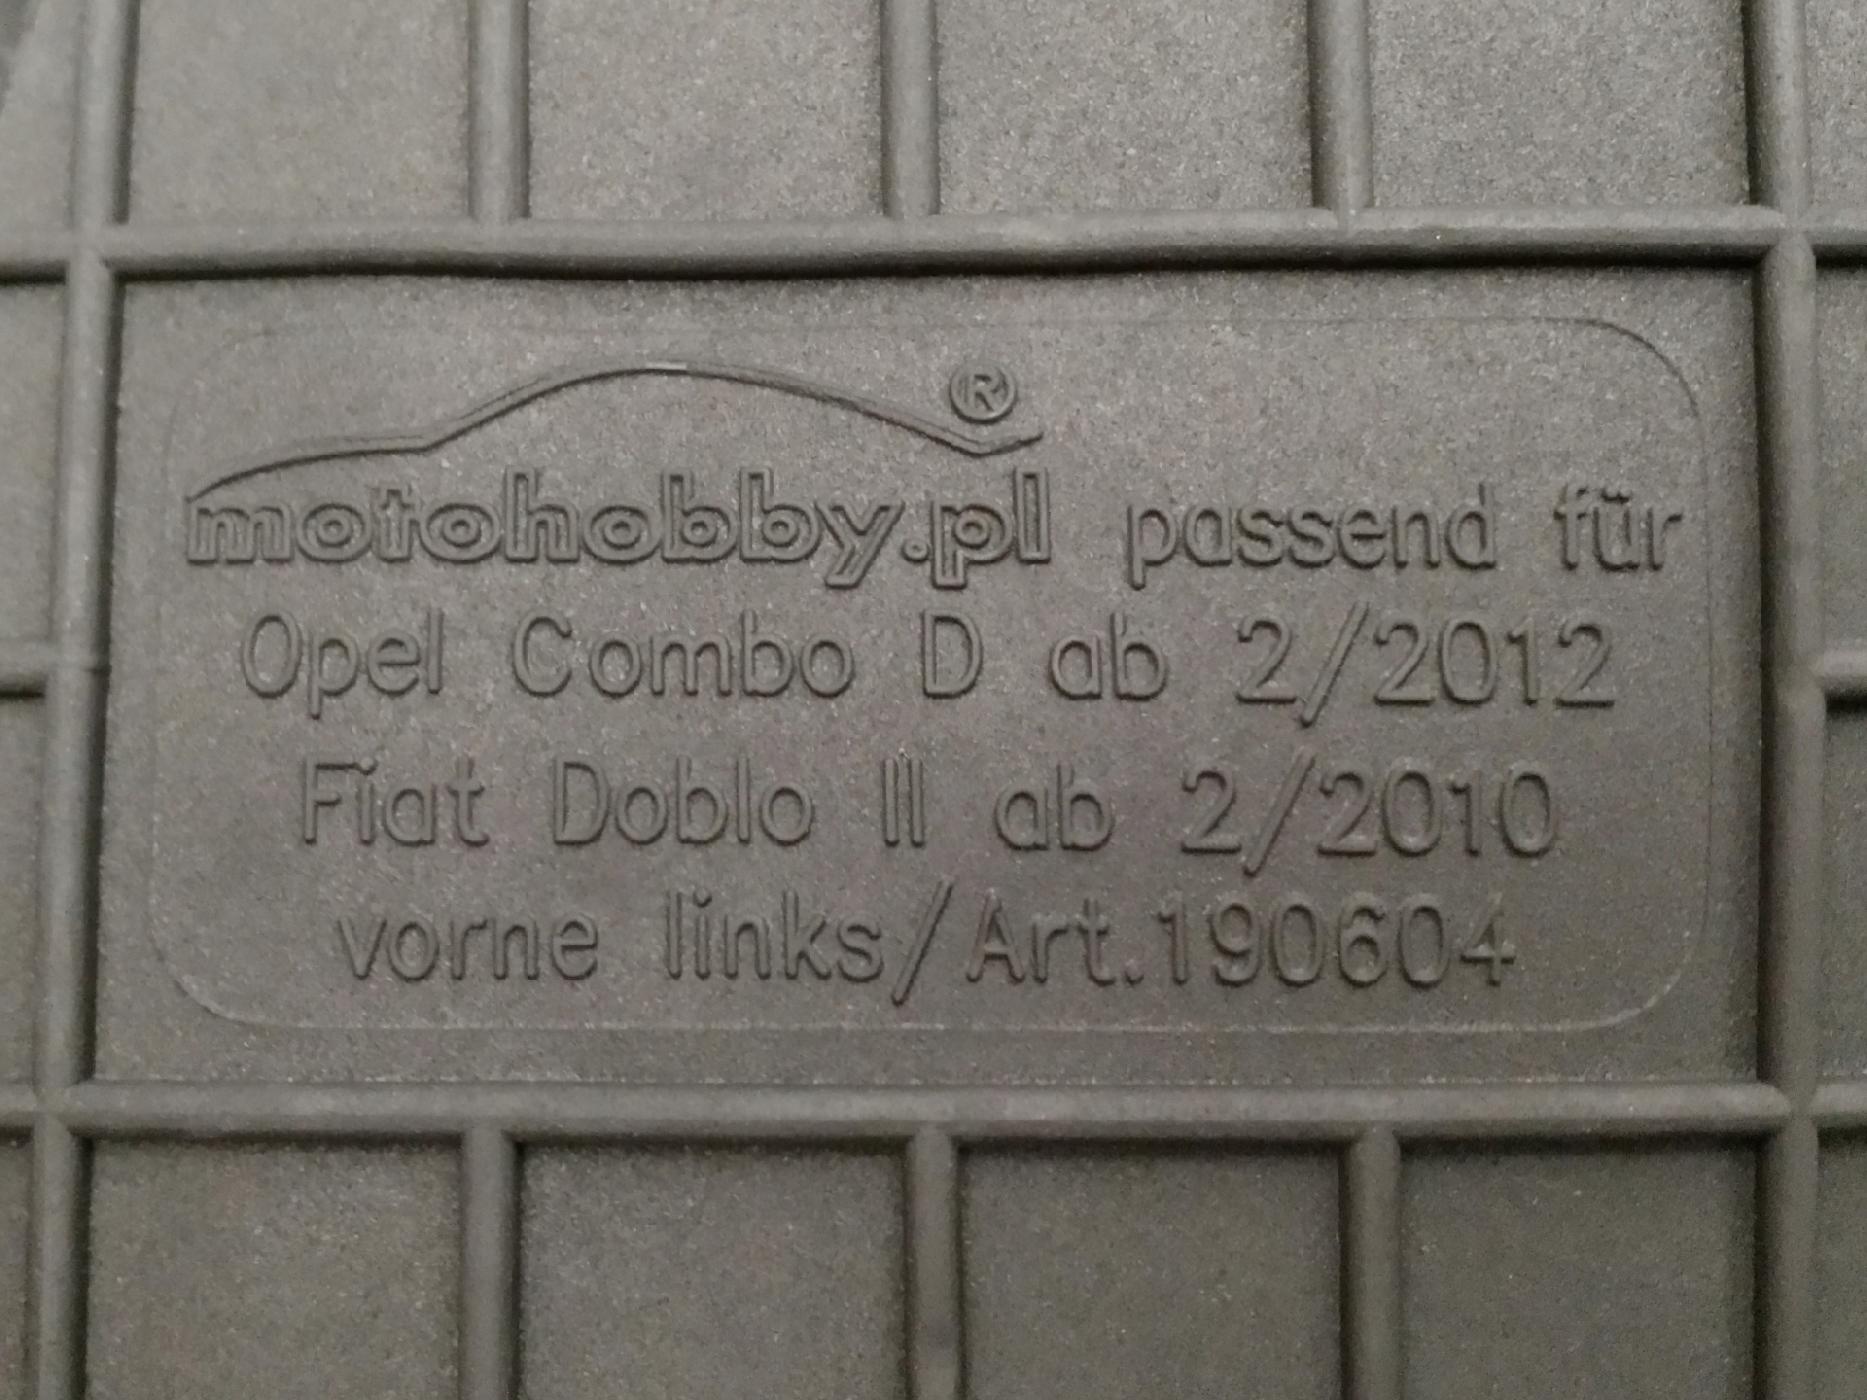 ®
motohobby.pl passend für
Opel Combo D ab 2/2012
Fiat Doblo II ab 2/2010
vorne links/Art.190604